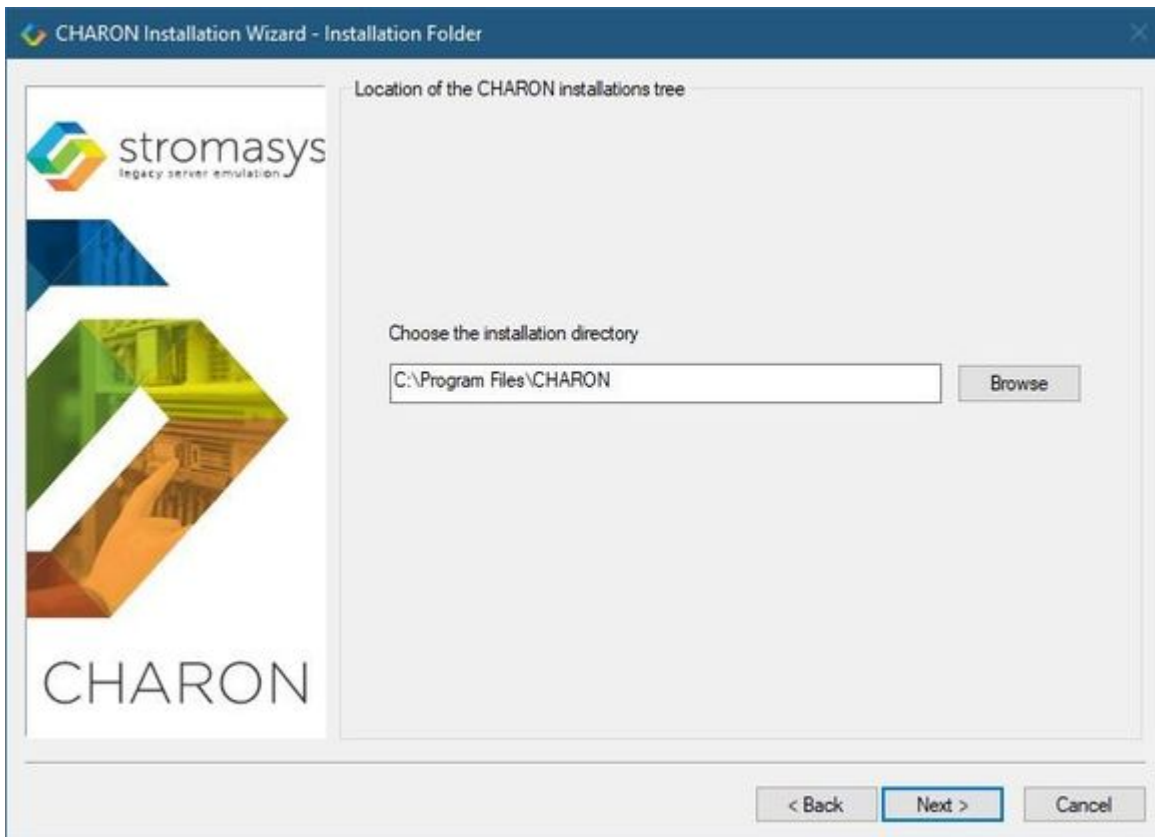 CHARON Installation Wizard - Installation Folder
Location of the CHARON installations tree
stromasys
legacy server emulation
Choose the installation directory
C:\Program Files\CHARON
Browse
CHARON
< Back
Next >
Cancel